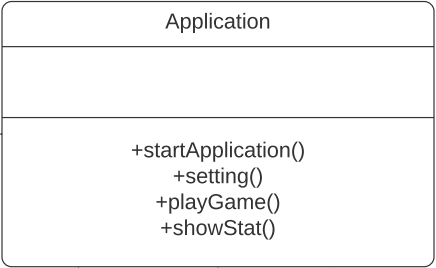 Application
+startApplication()
+setting()
+playGame()
+showStat()